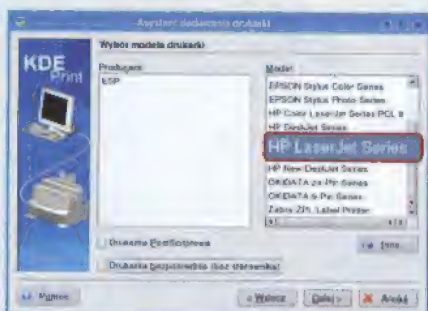 Asystent dodawania drukarki
Wybór modelu drukarki
KDE
Print
Producent:
Model:
ESP
EPSON Stylus Color Series
EPSON Stylus Photo Series
HP Color LaserJet Series PCL 5
HP DeskJet Series
HP LaserJet Series
HP New DeskJet Series
OKIDATA 24-Pin Series
OKIDATA 9-Pin Series
Zebra ZPL Label Printer
Drukarka PostScriptowa
Drukarka bezpośrednia (bez sterownika)
Inna...
Pomoc
< Wstecz
Dalej >
Anuluj